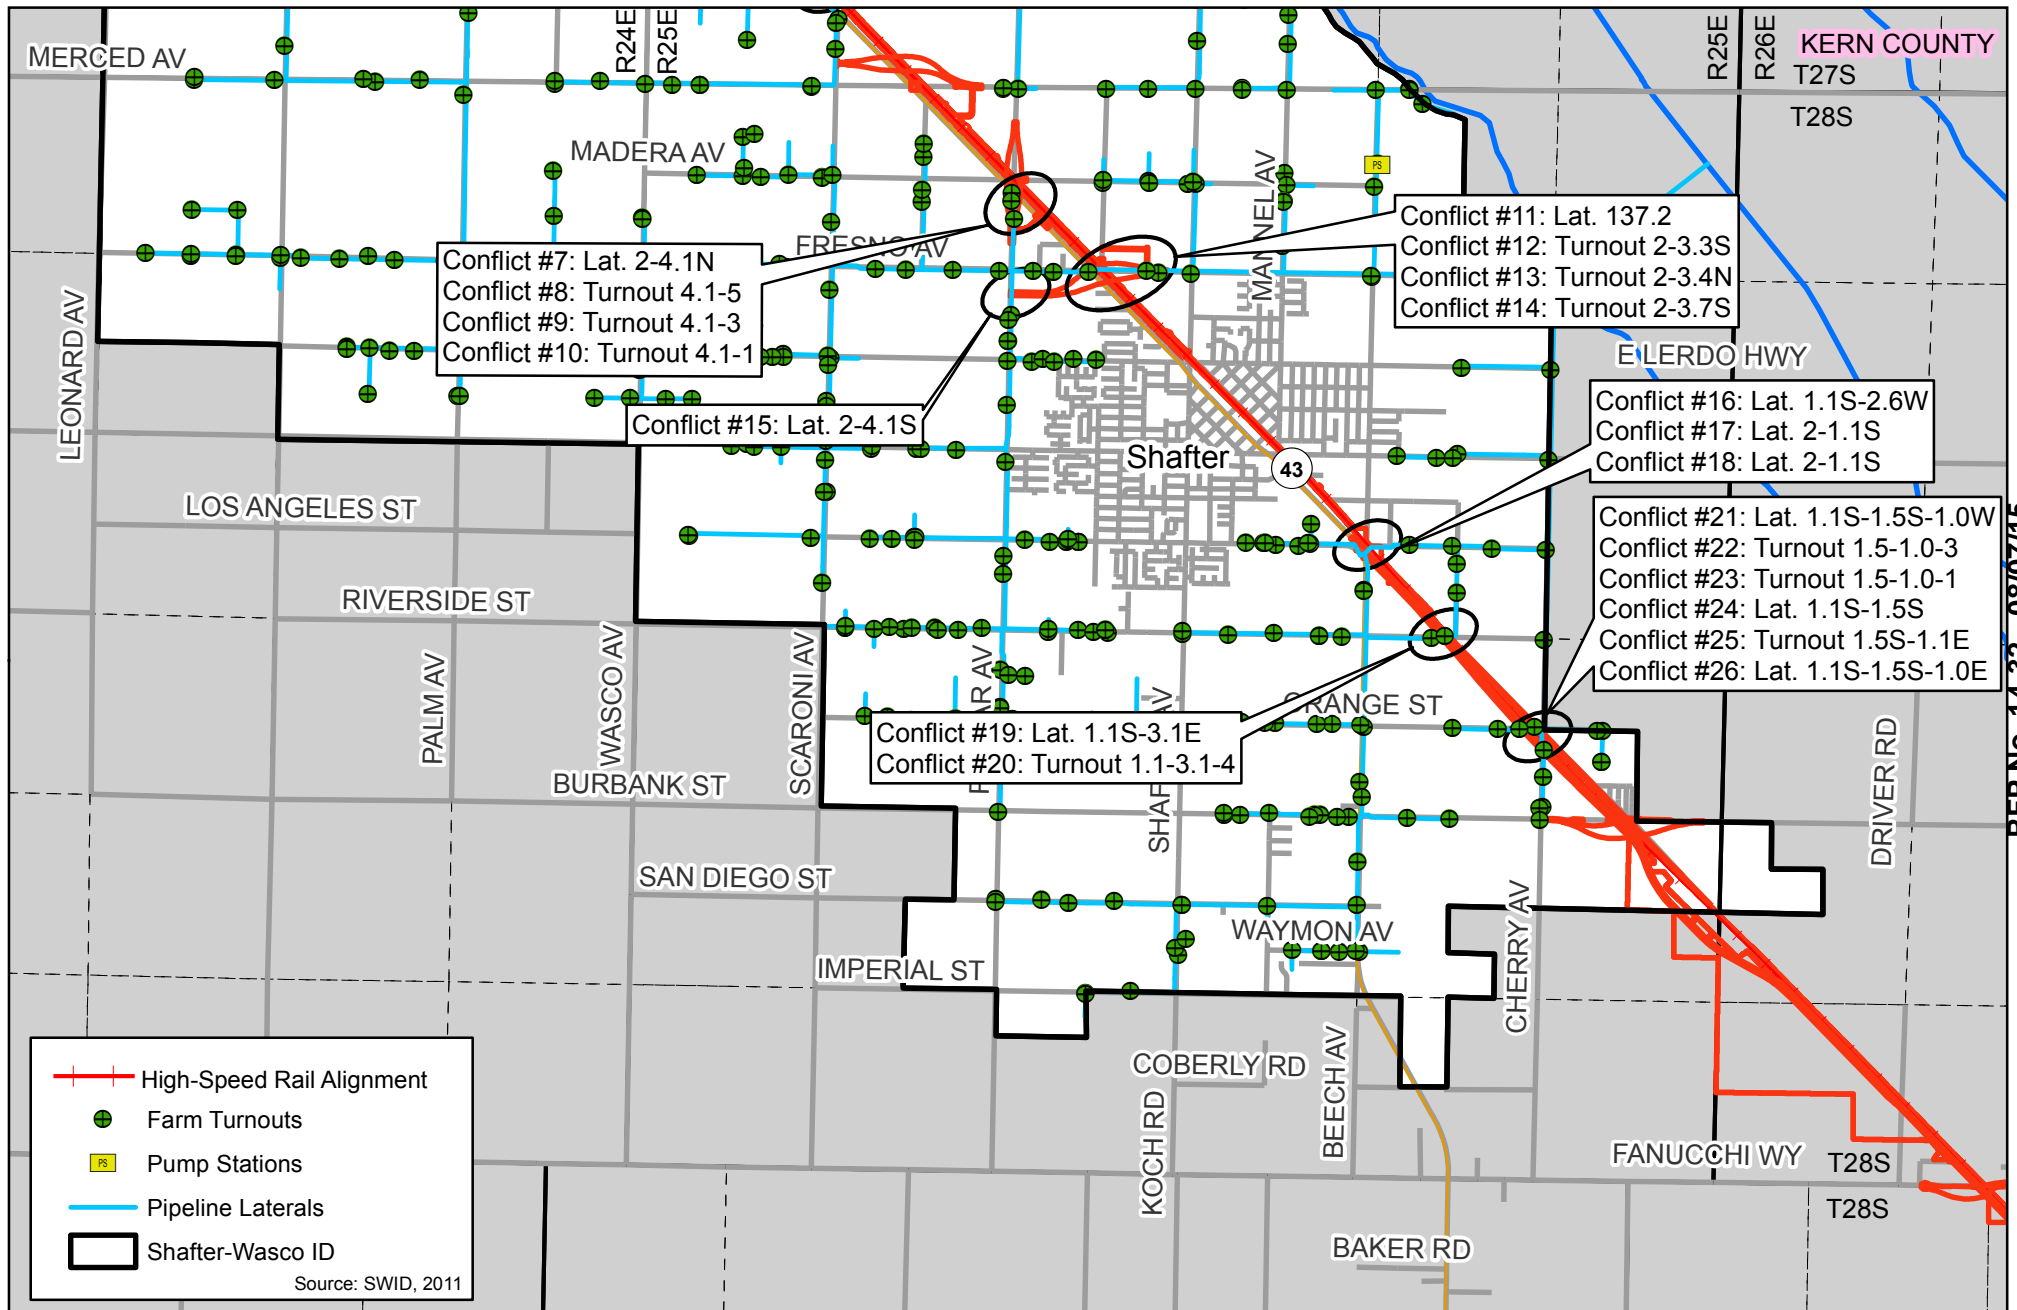 MERCED AV
R24E
R25E
R25E
R26E
KERN COUNTY
T27S
T28S
MADERA AV
MANNEL AV
PS
FRESNO AV
Conflict #7: Lat. 2-4.1N
Conflict #8: Turnout 4.1-5
Conflict #9: Turnout 4.1-3
Conflict #10: Turnout 4.1-1
Conflict #11: Lat. 137.2
Conflict #12: Turnout 2-3.3S
Conflict #13: Turnout 2-3.4N
Conflict #14: Turnout 2-3.7S
LEONARD AV
E LERDO HWY
Conflict #15: Lat. 2-4.1S
Conflict #16: Lat. 1.1S-2.6W
Conflict #17: Lat. 2-1.1S
Conflict #18: Lat. 2-1.1S
Shafter
43
LOS ANGELES ST
Conflict #21: Lat. 1.1S-1.5S-1.0W
Conflict #22: Turnout 1.5-1.0-3
Conflict #23: Turnout 1.5-1.0-1
Conflict #24: Lat. 1.1S-1.5S
Conflict #25: Turnout 1.5S-1.1E
Conflict #26: Lat. 1.1S-1.5S-1.0E
RIVERSIDE ST
PALM AV
WASCO AV
SCARONI AV
AR AV
SHAF AV
RANGE ST
Conflict #19: Lat. 1.1S-3.1E
Conflict #20: Turnout 1.1-3.1-4
BURBANK ST
DRIVER RD
SAN DIEGO ST
WAYMON AV
CHERRY AV
IMPERIAL ST
COBERLY RD
KOCH RD
BEECH AV
FANUCCHI WY
T28S
T28S
BAKER RD
High-Speed Rail Alignment
Farm Turnouts
PS
Pump Stations
Pipeline Laterals
Shafter-Wasco ID
Source: SWID, 2011